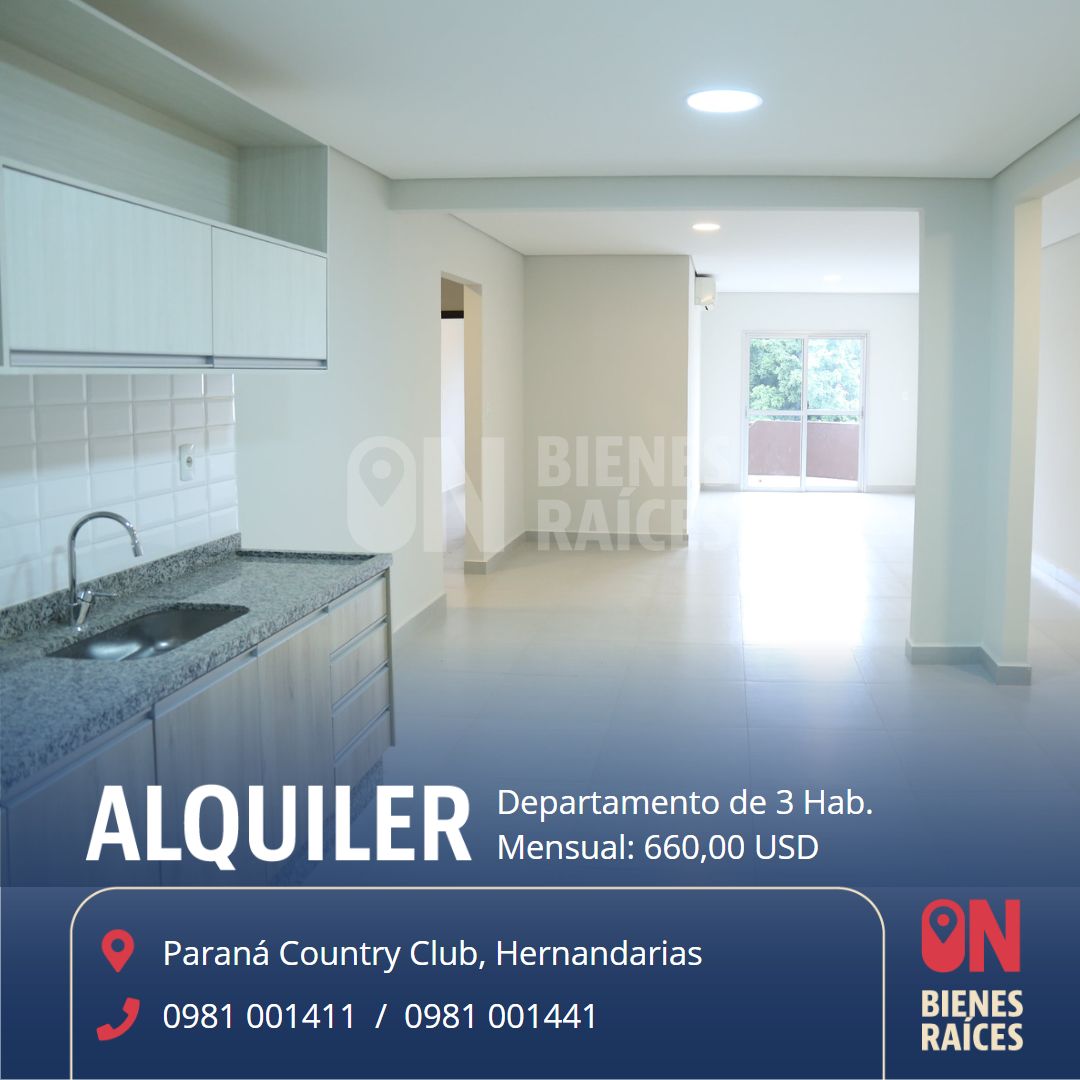 ON BIENES
RAÍCES
ALQUILER
Departamento de 3 Hab.
Mensual: 660,00 USD
Paraná Country Club, Hernandarias
0981 001411 / 0981 001441
ON
BIENES
RAÍCES